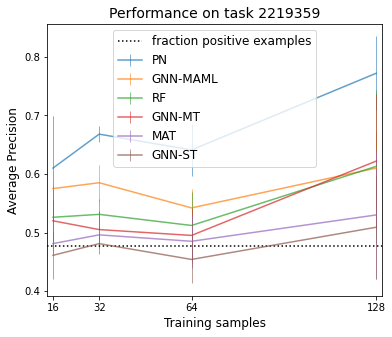 Performance on task 2219359
fraction positive examples
PN
GNN-MAML
RF
GNN-MT
MAT
GNN-ST
Average Precision
0.8
0.7
0.6
0.5
0.4
16 32 64 128
Training samples